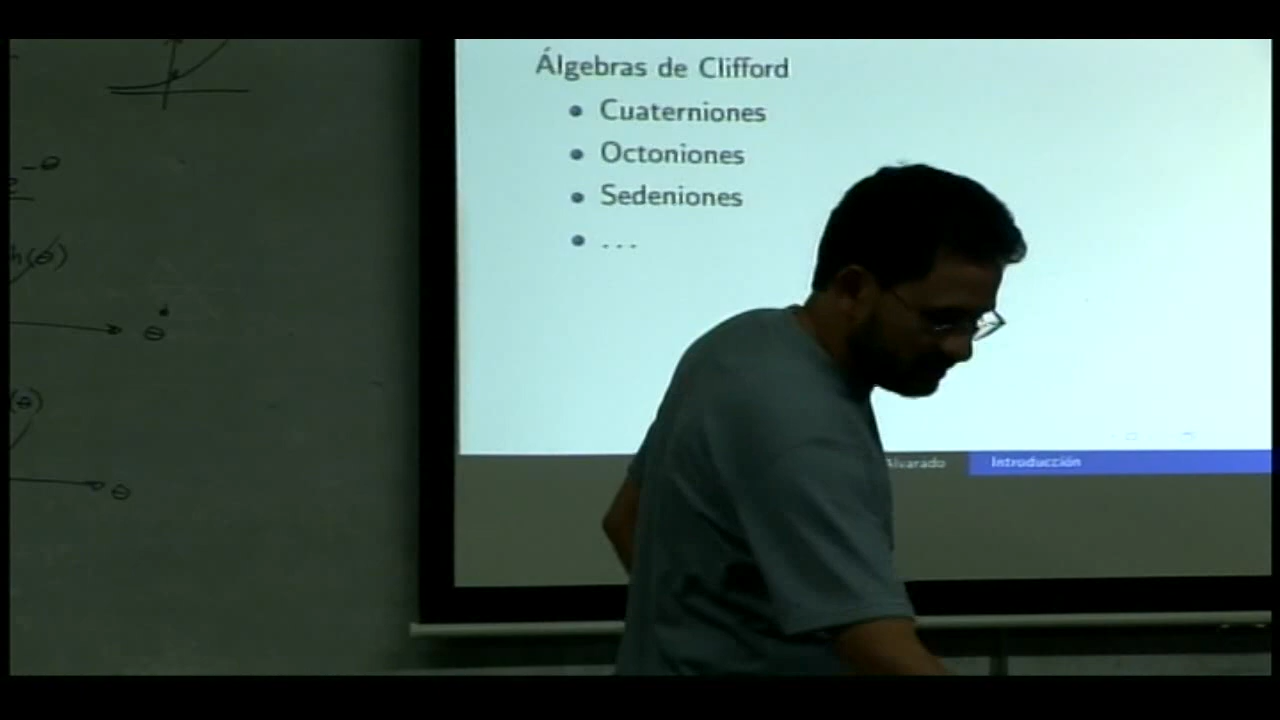 -θ
h(θ)
θ
(θ)
θ
Álgebras de Clifford
Cuaterniones
Octoniones
Sedeniones
...
Alvarado
Introducción